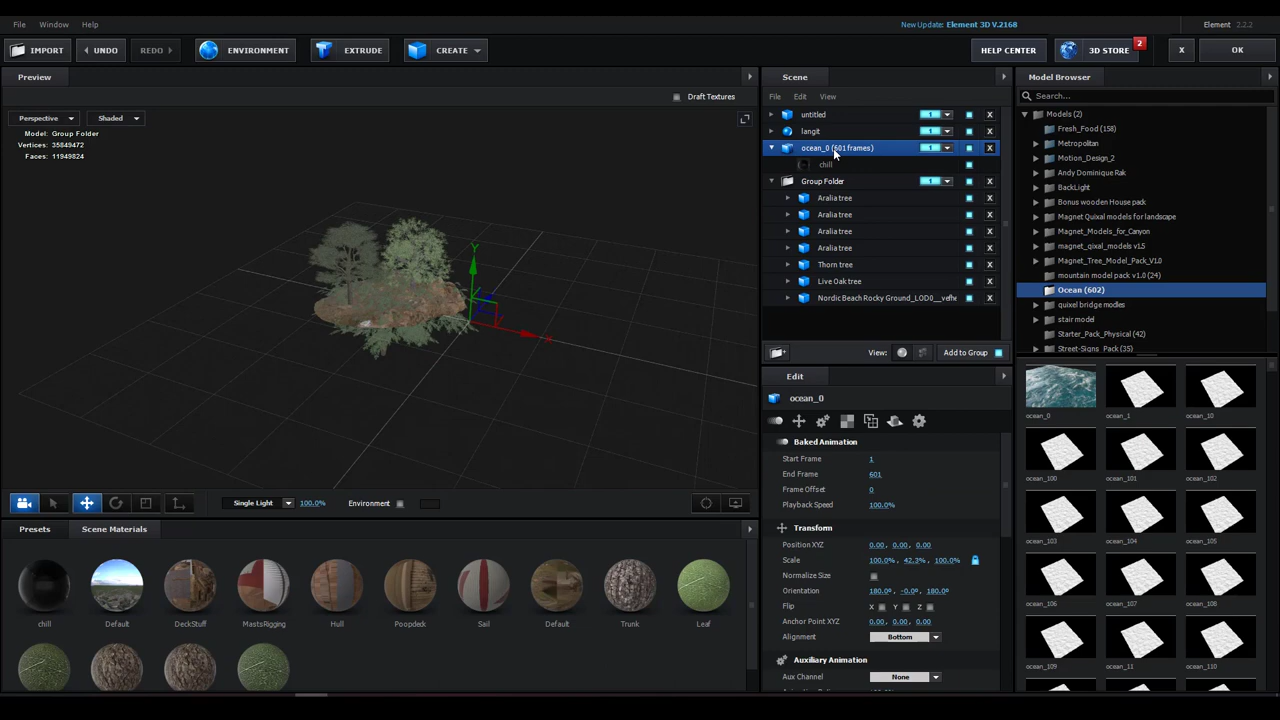 File Window Help New Update: Element 3D V.2168 Element 2.2.2
IMPORT UNDO REDO ENVIRONMENT EXTRUDE CREATE HELP CENTER 3D STORE 2 X OK
Preview
Draft Textures
Perspective Shaded
Model: Group Folder
Vertices: 35849472
Faces: 11949824
Y
X
Single Light 100.0% Environment
Presets Scene Materials
chill Default DeckStuff MastsRigging Hull Poopdeck Sail Default Trunk Leaf
Scene
File Edit View
untitled 1 X
langit 1 X
ocean_0 (601 frames) 1 X
chill
Group Folder 1 X
Aralia tree X
Aralia tree X
Aralia tree X
Aralia tree X
Thorn tree X
Live Oak tree X
Nordic Beach Rocky Ground_LOD0__ X
View: Add to Group
Edit
ocean_0
Baked Animation
Start Frame 1
End Frame 601
Frame Offset 0
Playback Speed 100.0%
Transform
Position XYZ 0.00, 0.00, 0.00
Scale 100.0%, 42.3%, 100.0%
Normalize Size
Orientation 180.0°, -0.0°, 180.0°
Flip X Y Z
Anchor Point XYZ 0.00, 0.00, 0.00
Alignment Bottom
Auxiliary Animation
Aux Channel None
Model Browser
Search...
Models (2)
Fresh_Food (158)
Metropolitan
Motion_Design_2
Andy Dominique Rak
BackLight
Bonus wooden House pack
Magnet Quixal models for landscape
Magnet_Models_for_Canyon
magnet_qixal_models v1.5
Magnet_Tree_Model_Pack_V1.0
mountain model pack v1.0 (24)
Ocean (602)
quixel bridge modles
stair model
Starter_Pack_Physical (42)
Street-Signs_Pack (35)
ocean_0 ocean_1 ocean_10
ocean_100 ocean_101 ocean_102
ocean_103 ocean_104 ocean_105
ocean_106 ocean_107 ocean_108
ocean_109 ocean_11 ocean_110